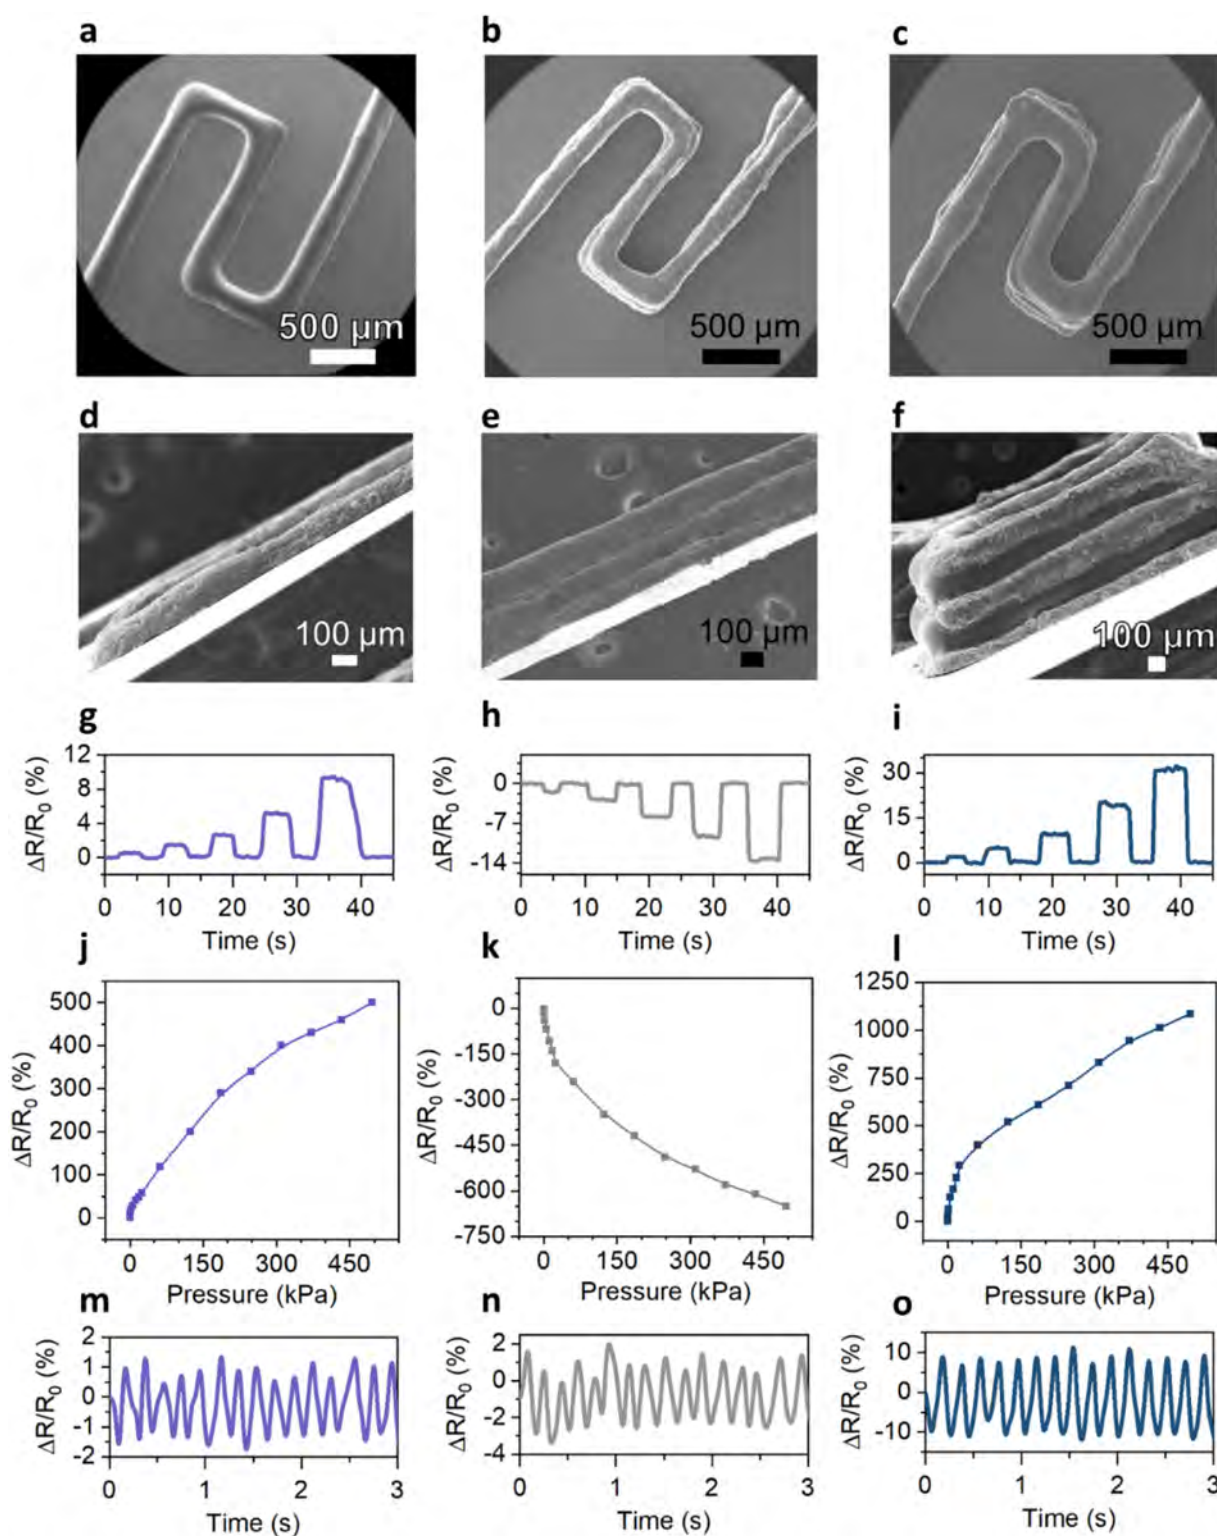 a b c
500 µm 500 µm 500 µm
d e f
100 µm 100 µm 100 µm
g h i
ΔR/R0 (%) 12 8 4 0
0 10 20 30 40
Time (s)
ΔR/R0 (%) 0 -7 -14
0 10 20 30 40
Time (s)
ΔR/R0 (%) 30 15 0
0 10 20 30 40
Time (s)
j k l
ΔR/R0 (%) 500 400 300 200 100 0
0 150 300 450
Pressure (kPa)
ΔR/R0 (%) 0 -150 -300 -450 -600 -750
0 150 300 450
Pressure (kPa)
ΔR/R0 (%) 1250 1000 750 500 250 0
0 150 300 450
Pressure (kPa)
m n o
ΔR/R0 (%) 2 1 0 -1 -2
0 1 2 3
Time (s)
ΔR/R0 (%) 2 0 -2 -4
0 1 2 3
Time (s)
ΔR/R0 (%) 10 0 -10
0 1 2 3
Time (s)